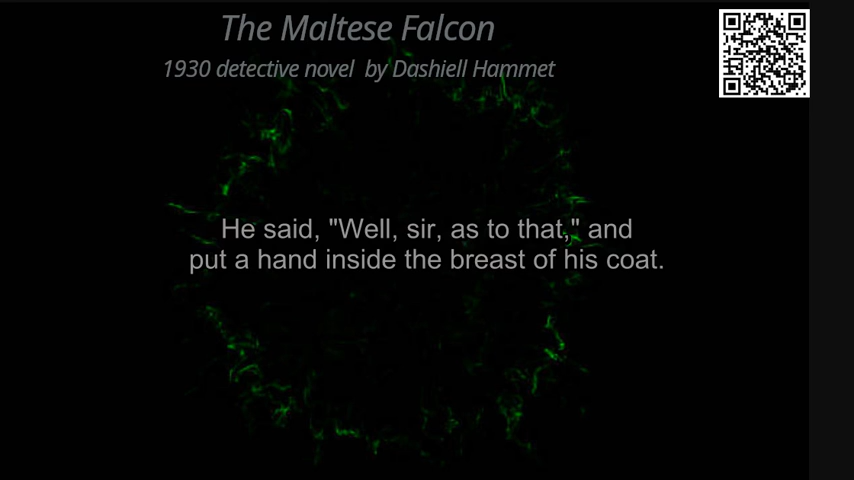 The Maltese Falcon
1930 detective novel  by Dashiell Hammet
He said, "Well, sir, as to that," and
put a hand inside the breast of his coat.